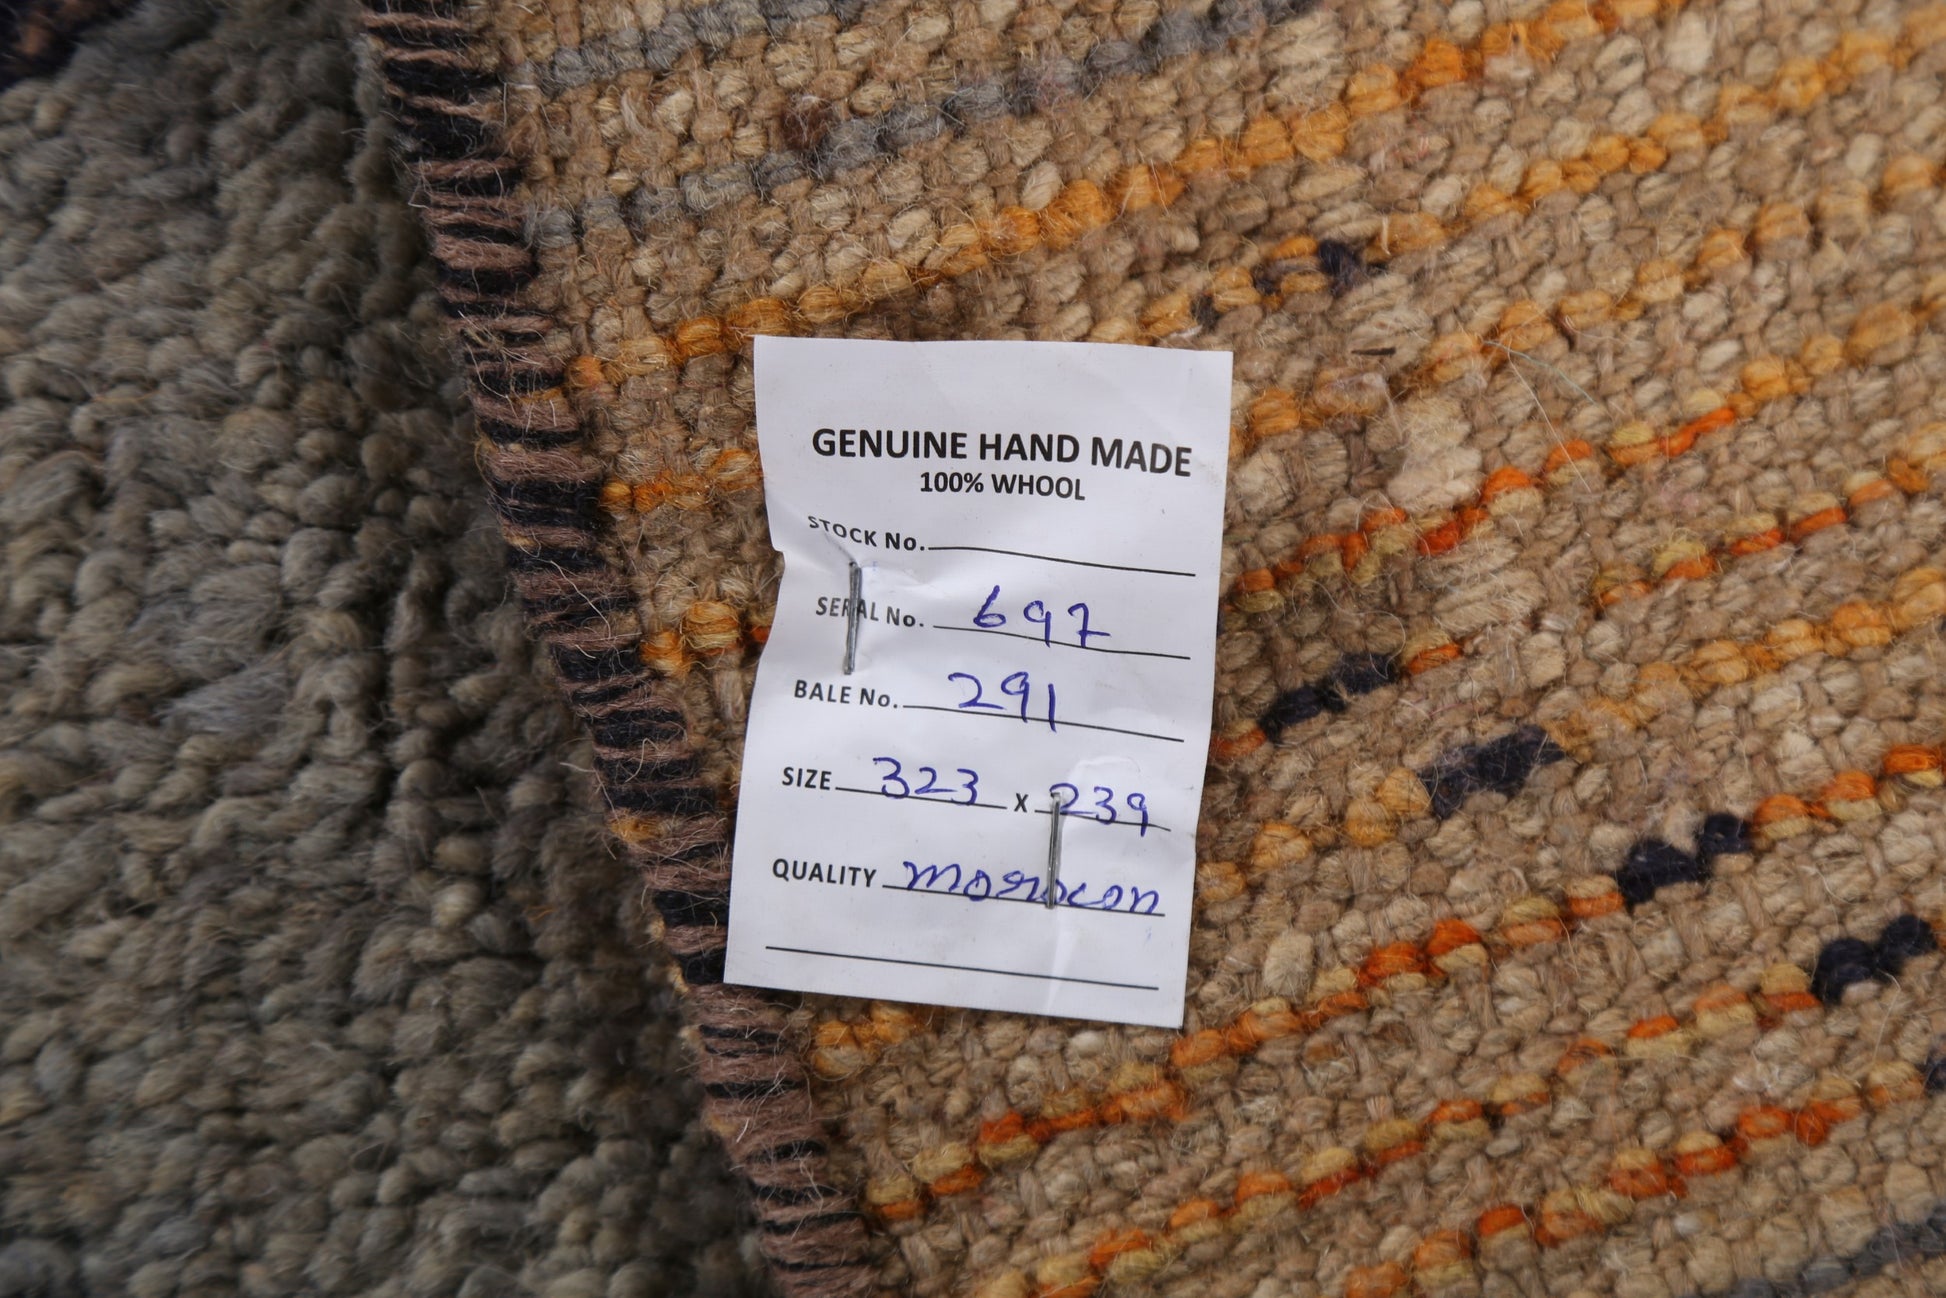 GENUINE HAND MADE
100% WHOOL
STOCK No.
SERIAL No. 697
BALE No. 291
SIZE 323 x 239
QUALITY morocon